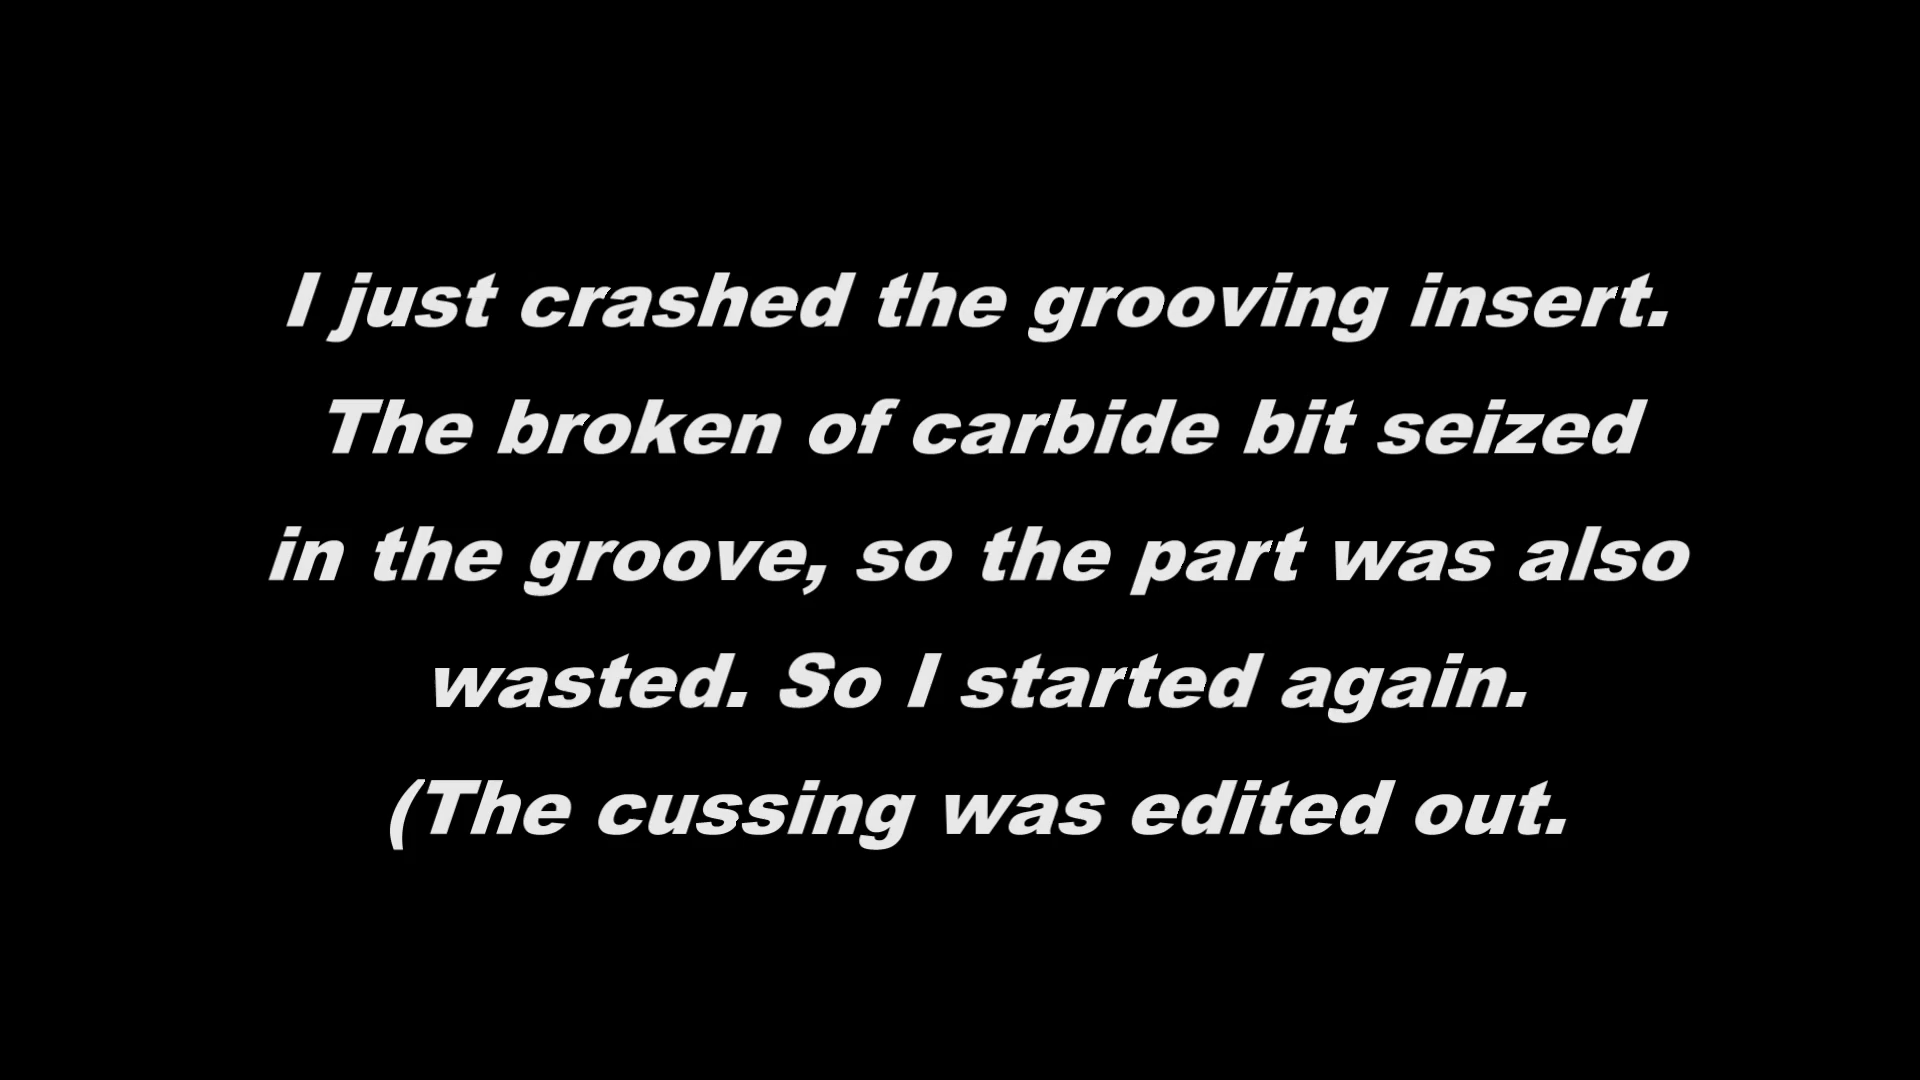 I just crashed the grooving insert.
The broken of carbide bit seized
in the groove, so the part was also
wasted. So I started again.
(The cussing was edited out.